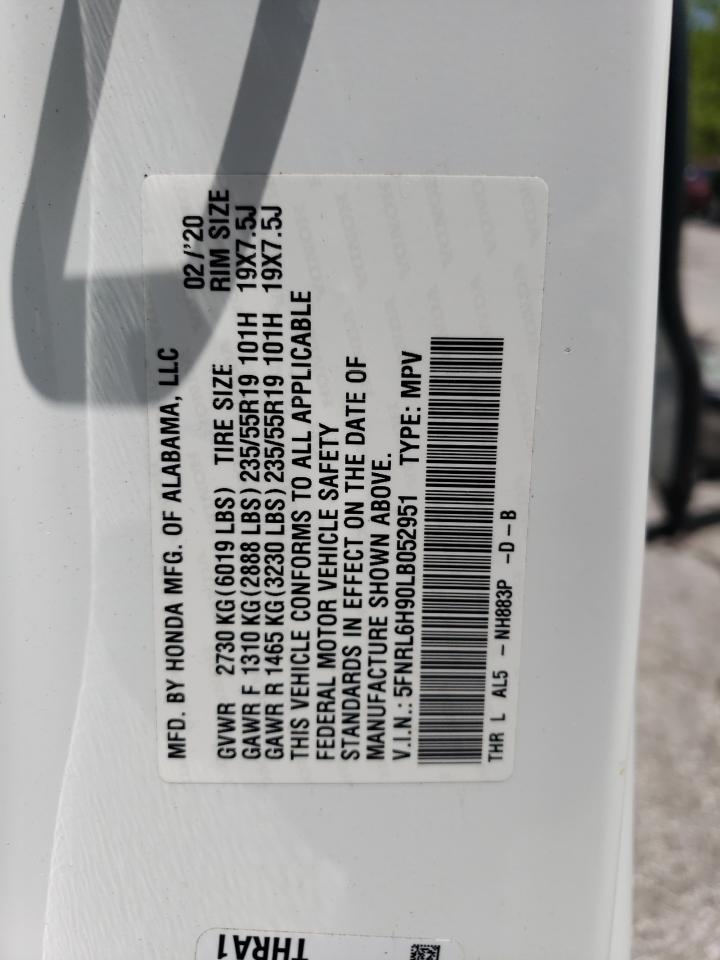 MFD. BY HONDA MFG. OF ALABAMA, LLC 02/'20
GVWR 2730 KG(6019 LBS) TIRE SIZE RIM SIZE
GAWR F 1310 KG(2888 LBS)235/55R19 101H 19X7.5J
GAWR R 1465 KG(3230 LBS)235/55R19 101H 19X7.5J
THIS VEHICLE CONFORMS TO ALL APPLICABLE
FEDERAL MOTOR VEHICLE SAFETY
STANDARDS IN EFFECT ON THE DATE OF
MANUFACTURE SHOWN ABOVE.
V.I.N.: 5FNRL6H90LB052951 TYPE: MPV
THR L AL5 - NH883P -D-B
THRA1